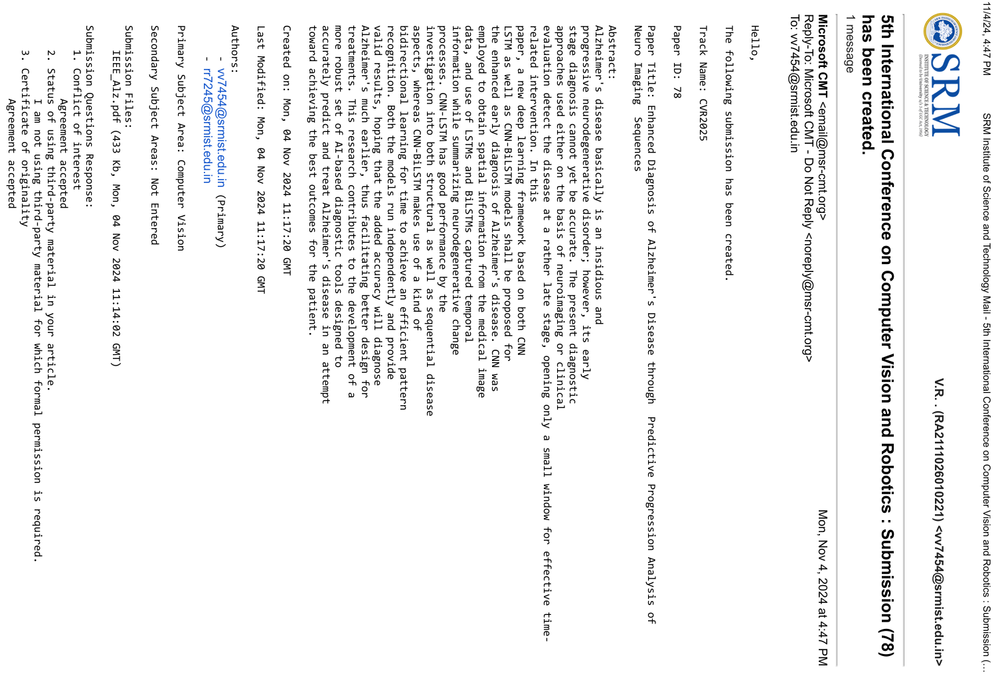 11/4/24, 4:47 PM
SRM Institute of Science and Technology Mail - 5th International Conference on Computer Vision and Robotics : Submission (…
SRM
INSTITUTE OF SCIENCE & TECHNOLOGY
(Deemed to be University u/s 3 of UGC Act, 1956)
V.R. . (RA2111026010221) <vv7454@srmist.edu.in>
5th International Conference on Computer Vision and Robotics : Submission (78)
has been created.
1 message
Microsoft CMT <email@msr-cmt.org>
Mon, Nov 4, 2024 at 4:47 PM
Reply-To: Microsoft CMT - Do Not Reply <noreply@msr-cmt.org>
To: vv7454@srmist.edu.in
Hello,
The following submission has been created.
Track Name: CVR2025
Paper ID: 78
Paper Title: Enhanced Diagnosis of Alzheimer's Disease through  Predictive Progression Analysis of
Neuro Imaging  Sequences
Abstract:
Alzheimer's disease basically is an insidious and
progressive neurodegenerative disorder; however, its early
stage diagnosis cannot yet be accurate. The present diagnostic
approaches used either on the basis of neuroimaging or clinical
evaluation detect the disease at a rather late stage, opening only a small window for effective time-
related intervention. In this
paper, a new deep learning framework based on both CNN
LSTM as well as CNN-BiLSTM models shall be proposed for
the enhanced early diagnosis of Alzheimer's disease. CNN was
employed to obtain spatial information from the medical image
data, and use of LSTMs and BiLSTMs captured temporal
information while summarizing neurodegenerative change
processes. CNN-LSTM has good performance by the
investigation into both structural as well as sequential disease
aspects, whereas CNN-BiLSTM makes use of a kind of
bidirectional learning for time to achieve an efficient pattern
recognition. Both the models run independently and provide
valid results, hoping that the added accuracy will diagnose
Alzheimer's much earlier, thus facilitating better design for
treatments. This research contributes to the development of a
more robust set of AI-based diagnostic tools designed to
accurately predict and treat Alzheimer's disease in an attempt
toward achieving the best outcomes for the patient.
Created on: Mon, 04 Nov 2024 11:17:20 GMT
Last Modified: Mon, 04 Nov 2024 11:17:20 GMT
Authors:
- vv7454@srmist.edu.in (Primary)
- rr7245@srmist.edu.in
Primary Subject Area: Computer Vision
Secondary Subject Areas: Not Entered
Submission Files:
IEEE_Alz.pdf (433 Kb, Mon, 04 Nov 2024 11:14:02 GMT)
Submission Questions Response:
1. Conflict of interest
Agreement accepted
2. Status of using third-party material in your article.
I am not using third-party material for which formal permission is required.
3. Certificate of originality
Agreement accepted